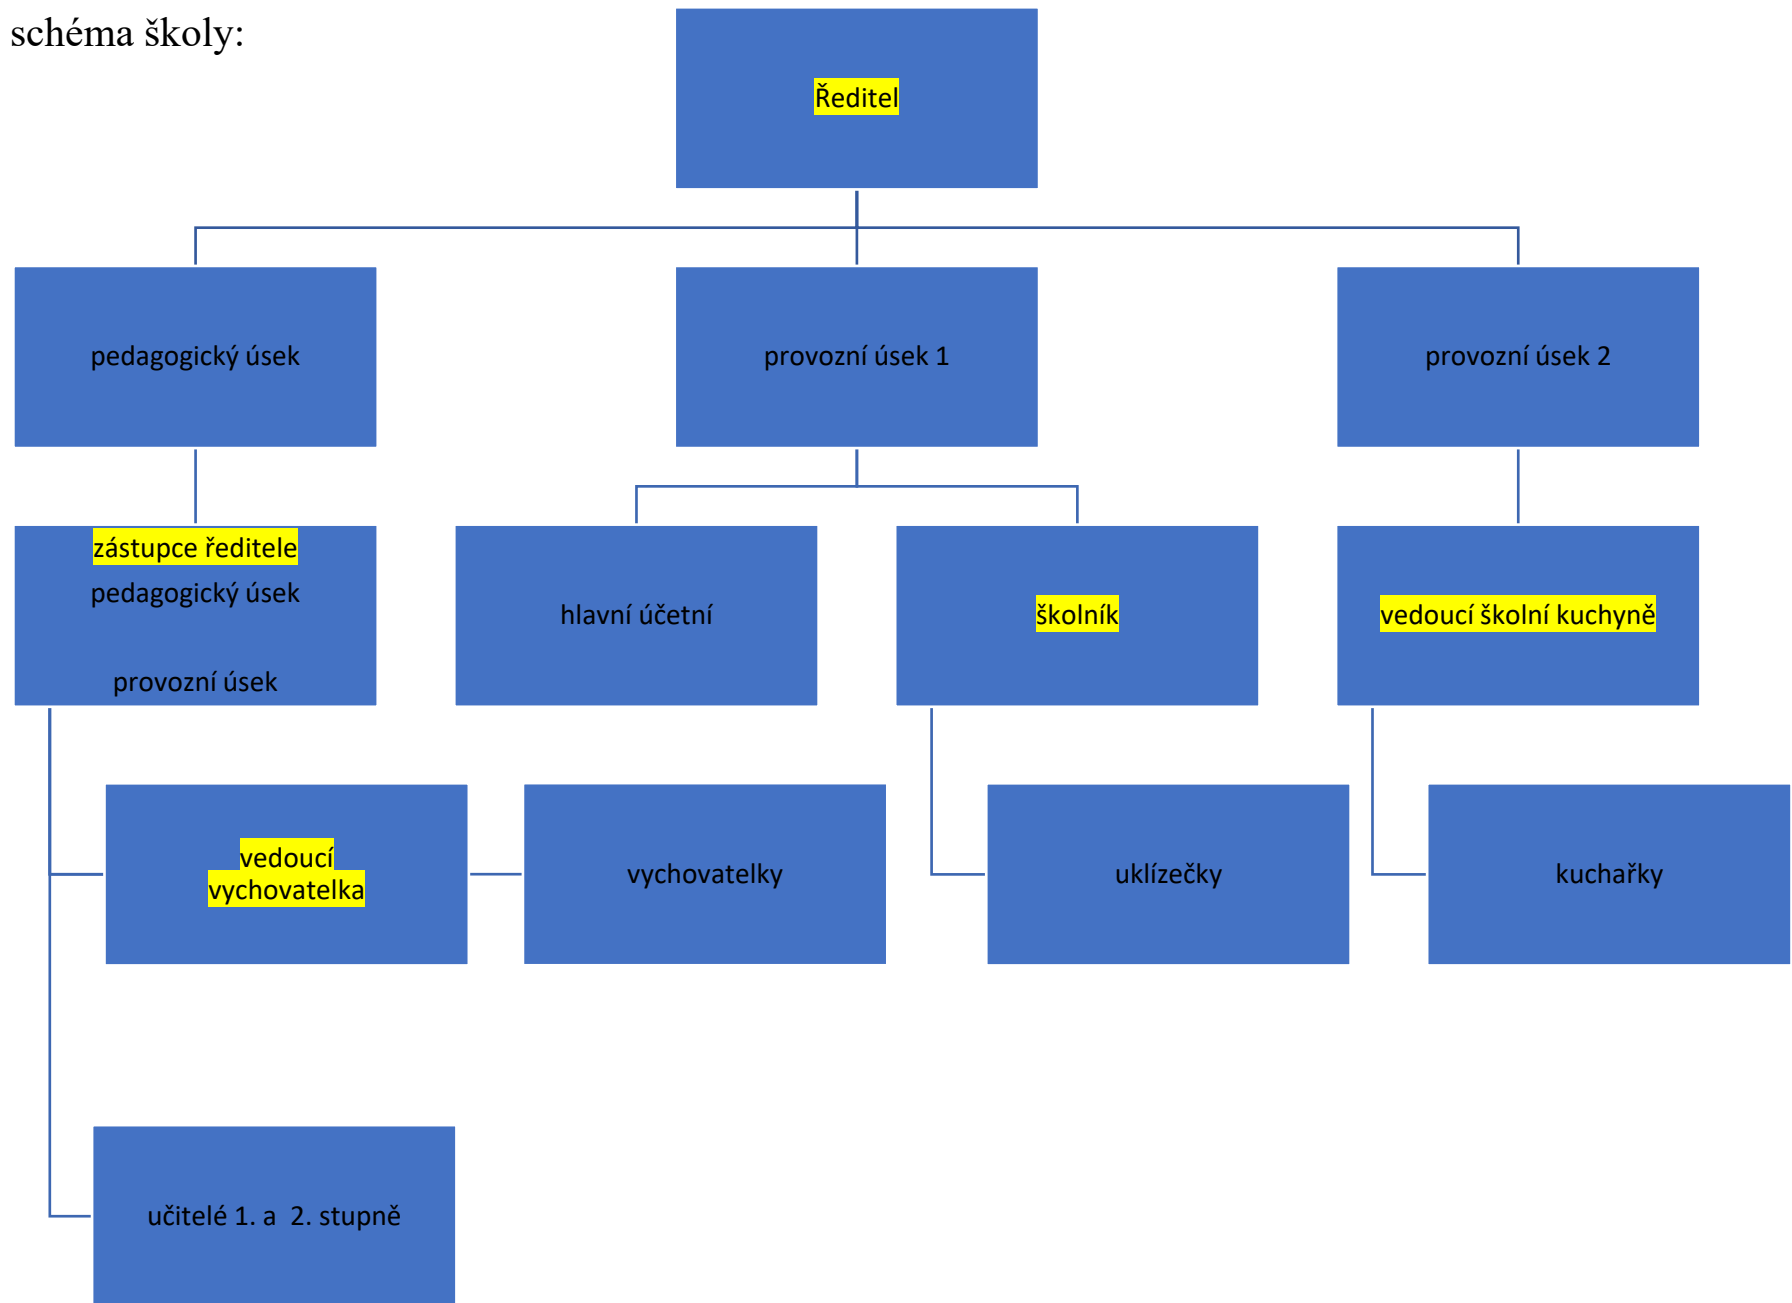 schéma školy:
Ředitel
pedagogický úsek
provozní úsek 1
provozní úsek 2
zástupce ředitele
pedagogický úsek
provozní úsek
hlavní účetní
školník
vedoucí školní kuchyně
vedoucí
vychovatelka
vychovatelky
uklízečky
kuchařky
učitelé 1. a  2. stupně